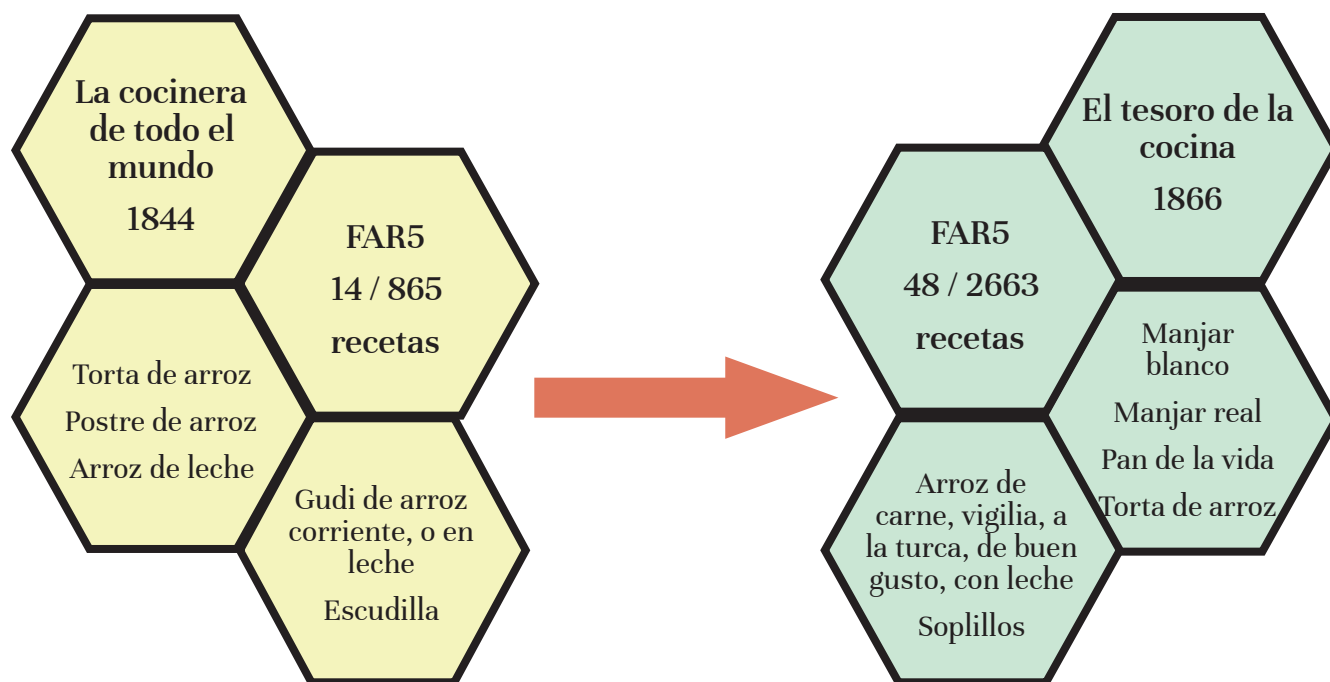 La cocinera
de todo el
mundo
1844
FAR5
14 / 865
recetas
Torta de arroz
Postre de arroz
Arroz de leche
Gudi de arroz
corriente, o en
leche
Escudilla
El tesoro de la
cocina
1866
FAR5
48 / 2663
recetas
Manjar
blanco
Manjar real
Pan de la vida
Torta de arroz
Arroz de
carne, vigilia, a
la turca, de buen
gusto, con leche
Soplillos